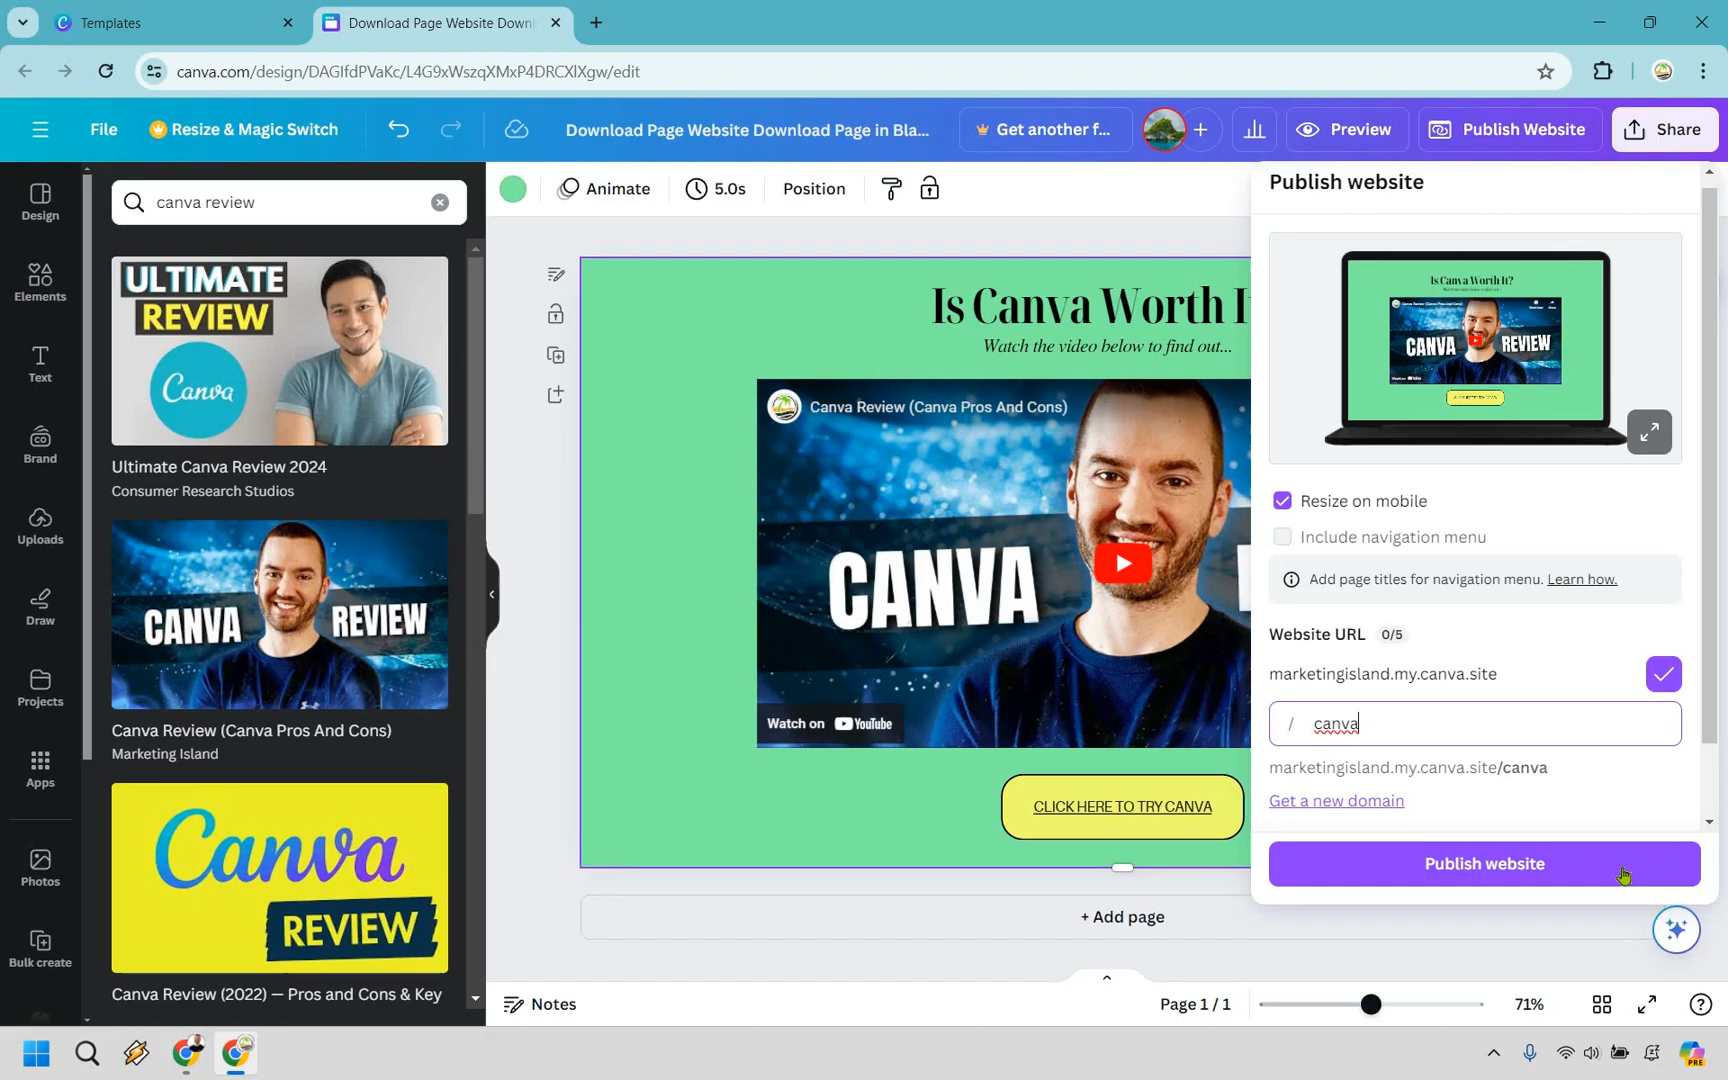 Templates
Download Page Website Downl
canva.com/design/DAGIfdPVaKc/L4G9xWszqXMxP4DRCXlXgw/edit
File
Resize & Magic Switch
Download Page Website Download Page in Bla...
Get another f...
Preview
Publish Website
Share
Design
Elements
Text
Brand
Uploads
Draw
Projects
Apps
Photos
Bulk create
canva review
ULTIMATE
REVIEW
Canva
Ultimate Canva Review 2024
Consumer Research Studios
CANVA REVIEW
Canva Review (Canva Pros And Cons)
Marketing Island
Canva
REVIEW
Canva Review (2022) — Pros and Cons & Key
Animate
5.0s
Position
Is Canva Worth It
Watch the video below to find out...
Canva Review (Canva Pros And Cons)
CANVA
Watch on YouTube
CLICK HERE TO TRY CANVA
+ Add page
Notes
Page 1 / 1
71%
Publish website
Is Canva Worth It?
CANVA REVIEW
Resize on mobile
Include navigation menu
Add page titles for navigation menu. Learn how.
Website URL 0/5
marketingisland.my.canva.site
/ canva
marketingisland.my.canva.site/canva
Get a new domain
Publish website
PRE